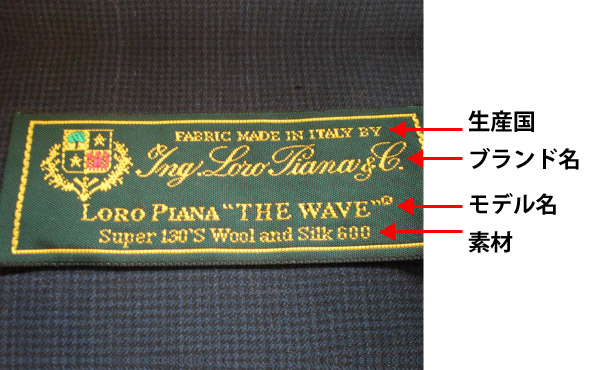 FABRIC MADE IN ITALY BY
生産国
Ing. Loro Piana & C.
ブランド名
LORO PIANA "THE WAVE"®
モデル名
Super 130'S Wool and Silk 600
素材